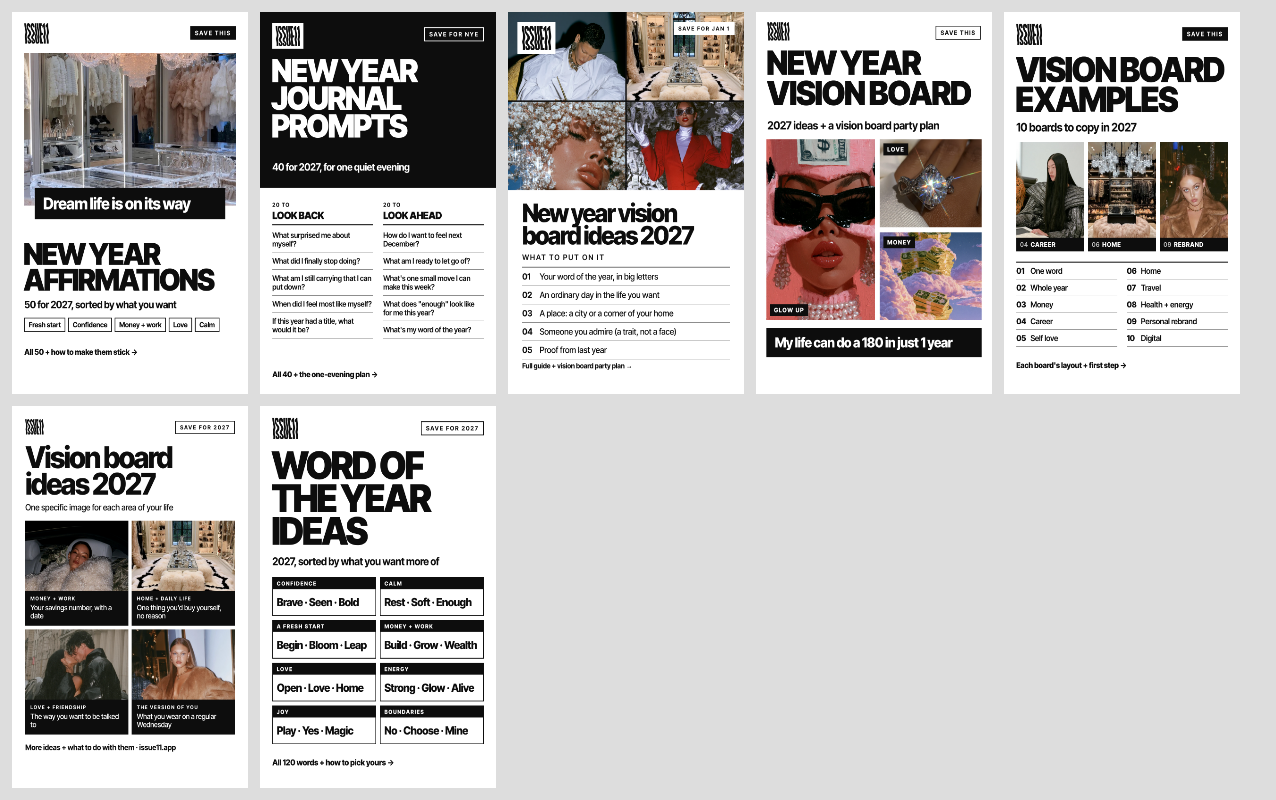 ISSUE11
SAVE THIS
Dream life is on its way
NEW YEAR
AFFIRMATIONS
50 for 2027, sorted by what you want
Fresh start
Confidence
Money + work
Love
Calm
All 50 + how to make them stick →
ISSUE11
SAVE FOR NYE
NEW YEAR
JOURNAL
PROMPTS
40 for 2027, for one quiet evening
20 TO
LOOK BACK
What surprised me about
myself?
What did I finally stop doing?
What am I still carrying that I can
put down?
When did I feel most like myself?
If this year had a title, what
would it be?
20 TO
LOOK AHEAD
How do I want to feel next
December?
What am I ready to let go of?
What's one small move I can
make this month?
What does "enough" look like
for me this year?
What's my word of the year?
All 40 + the one-evening plan →
ISSUE11
SAVE FOR JAN 1
New year vision
board ideas 2027
WHAT TO PUT ON IT
01 Your word of the year, in big letters
02 An ordinary day in the life you want
03 A place: a city or a corner of your home
04 Someone you admire (a trait, not a face)
05 Proof from last year
Full guide + vision board party plan →
ISSUE11
SAVE THIS
NEW YEAR
VISION BOARD
2027 ideas + a vision board party plan
LOVE
MONEY
GLOW UP
My life can do a 180 in just 1 year
ISSUE11
SAVE THIS
VISION BOARD
EXAMPLES
10 boards to copy in 2027
04 CAREER
06 HOME
09 REBRAND
01 One word
02 Whole year
03 Money
04 Career
05 Self love
06 Home
07 Travel
08 Health + energy
09 Personal rebrand
10 Digital
Each board's layout + first step →
ISSUE11
SAVE FOR 2027
Vision board
ideas 2027
One specific image for each area of your life
MONEY + WORK
Your savings number, with a
date
HOME + DAILY LIFE
One thing you'd buy yourself,
no reason
LOVE + FRIENDSHIP
The way you want to be talked
to
THE VERSION OF YOU
What you wear on a regular
Wednesday
More ideas + what to do with them · issue11.app
ISSUE11
SAVE FOR 2027
WORD OF
THE YEAR
IDEAS
2027, sorted by what you want more of
CONFIDENCE
Brave · Seen · Bold
CALM
Rest · Soft · Enough
A FRESH START
Begin · Bloom · Leap
MONEY + WORK
Build · Grow · Wealth
LOVE
Open · Love · Home
ENERGY
Strong · Glow · Alive
JOY
Play · Yes · Magic
BOUNDARIES
No · Choose · Mine
All 120 words + how to pick yours →